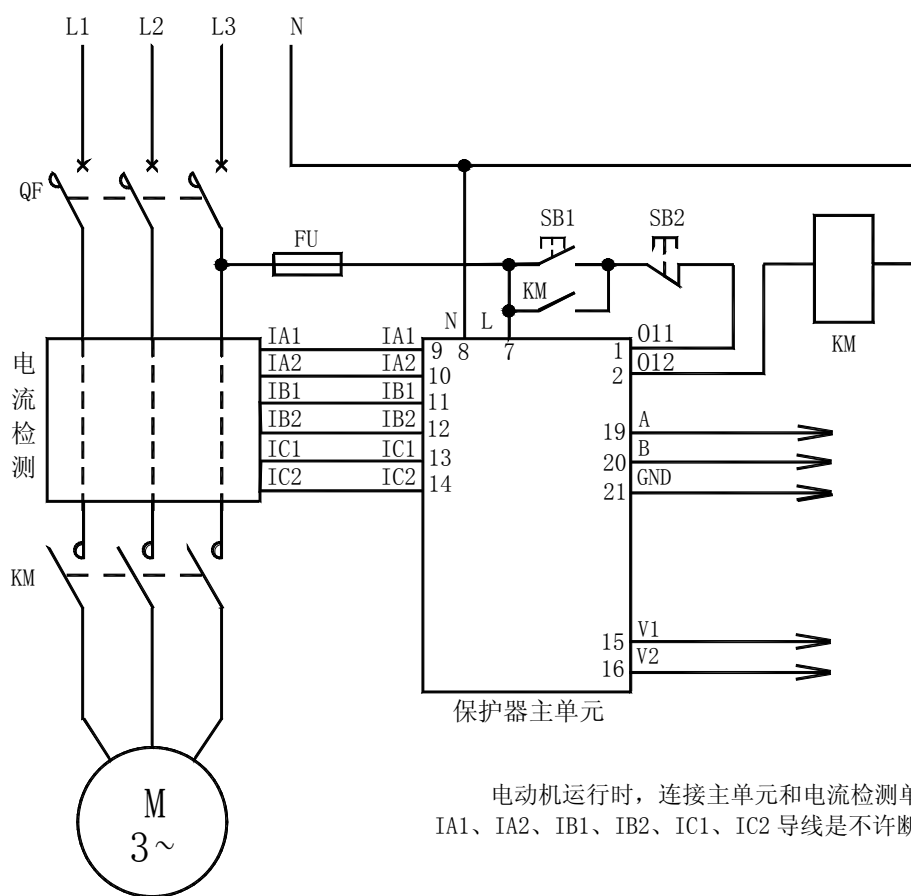 L1 L2 L3 N
QF
FU
SB1 SB2
KM
N L
KM
电流检测
IA1 IA1 9 8 7 1 O11
IA2 IA2 10 2 O12
IB1 IB1 11
IB2 IB2 12 19 A
IC1 IC1 13 20 B
IC2 IC2 14 21 GND
KM
15 V1
16 V2
保护器主单元
M
3~
电动机运行时，连接主单元和电流检测单
IA1、IA2、IB1、IB2、IC1、IC2 导线是不许断